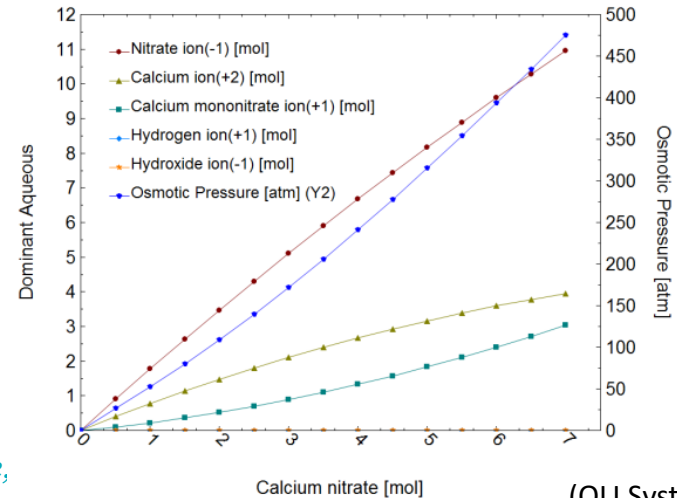 12
11
10
9
8
7
6
5
4
3
2
1
0
Dominant Aqueous
Nitrate ion(-1) [mol]
Calcium ion(+2) [mol]
Calcium mononitrate ion(+1) [mol]
Hydrogen ion(+1) [mol]
Hydroxide ion(-1) [mol]
Osmotic Pressure [atm] (Y2)
500
450
400
350
300
250
200
150
100
50
0
Osmotic Pressure [atm]
0 1 2 3 4 5 6 7
Calcium nitrate [mol]